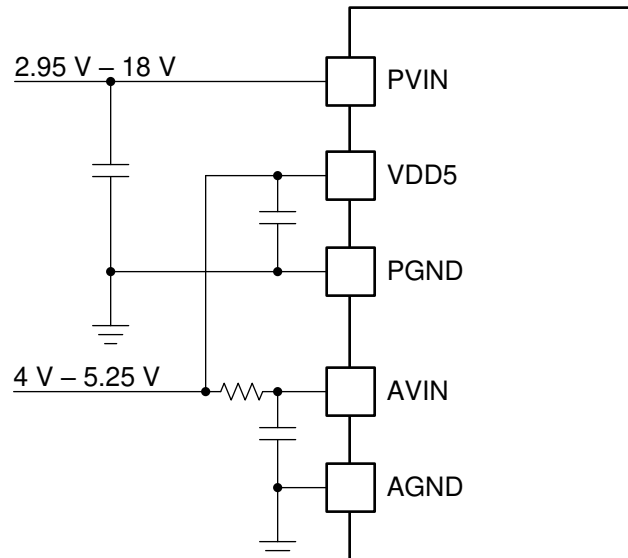 2.95 V – 18 V
PVIN
VDD5
PGND
4 V – 5.25 V
AVIN
AGND